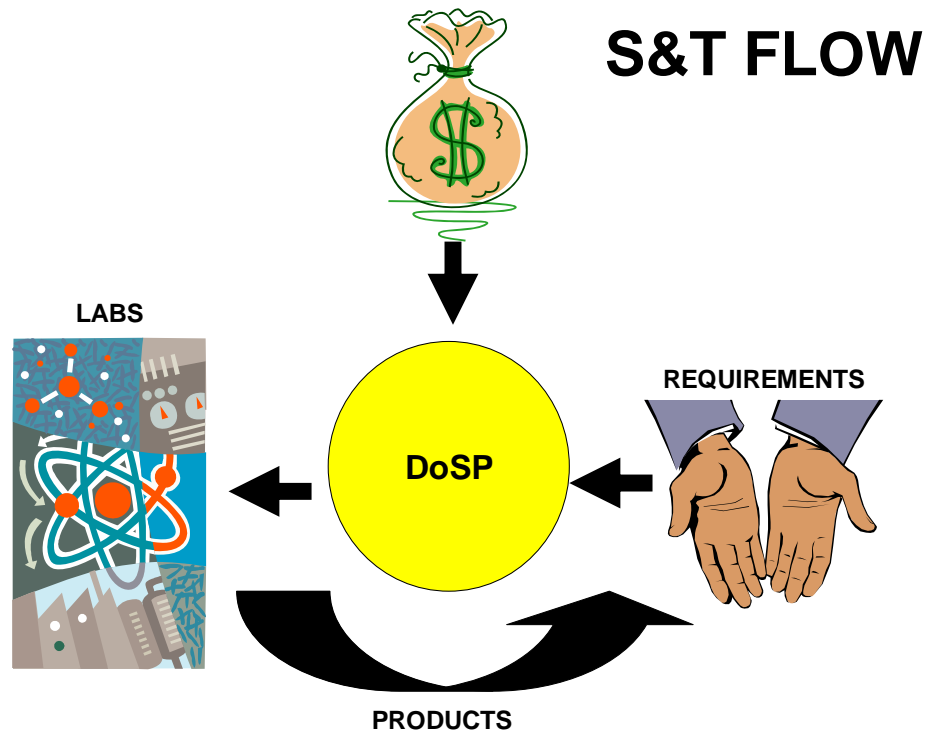 S&T FLOW
$
LABS
REQUIREMENTS
DoSP
PRODUCTS